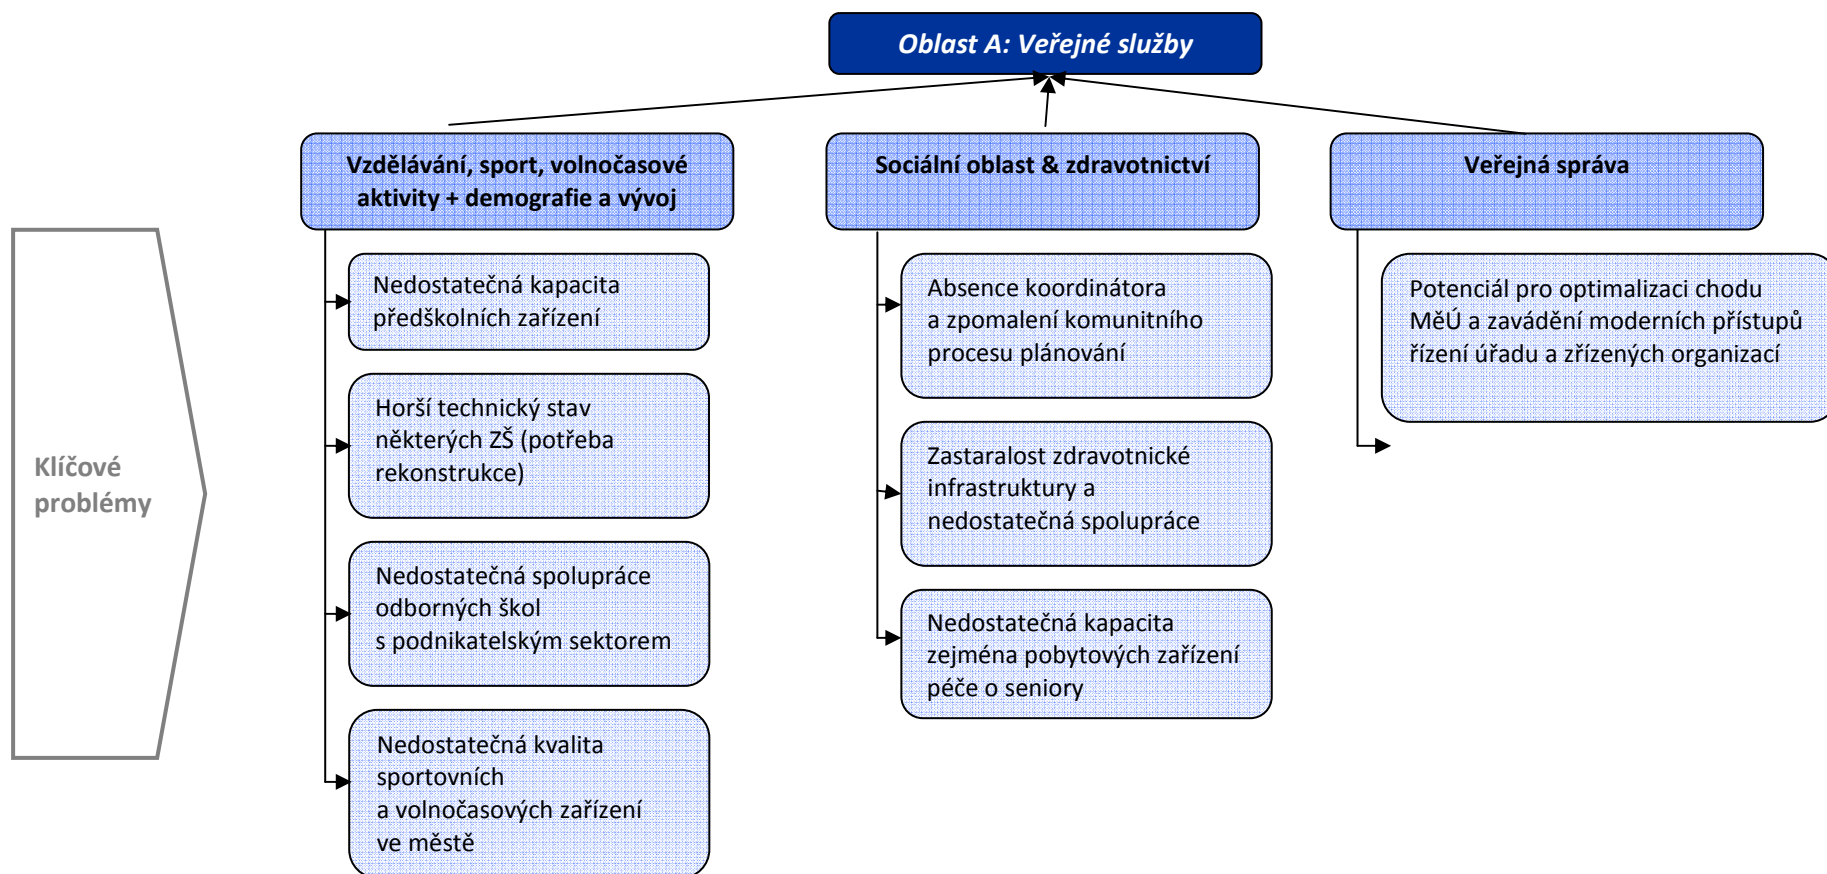 Oblast A: Veřejné služby
Vzdělávání, sport, volnočasové
aktivity + demografie a vývoj
Sociální oblast & zdravotnictví
Veřejná správa
Klíčové
problémy
Nedostatečná kapacita
předškolních zařízení
Horší technický stav
některých ZŠ (potřeba
rekonstrukce)
Nedostatečná spolupráce
odborných škol
s podnikatelským sektorem
Nedostatečná kvalita
sportovních
a volnočasových zařízení
ve městě
Absence koordinátora
a zpomalení komunitního
procesu plánování
Zastaralost zdravotnické
infrastruktury a
nedostatečná spolupráce
Nedostatečná kapacita
zejména pobytových zařízení
péče o seniory
Potenciál pro optimalizaci chodu
MěÚ a zavádění moderních přístupů
řízení úřadu a zřízených organizací